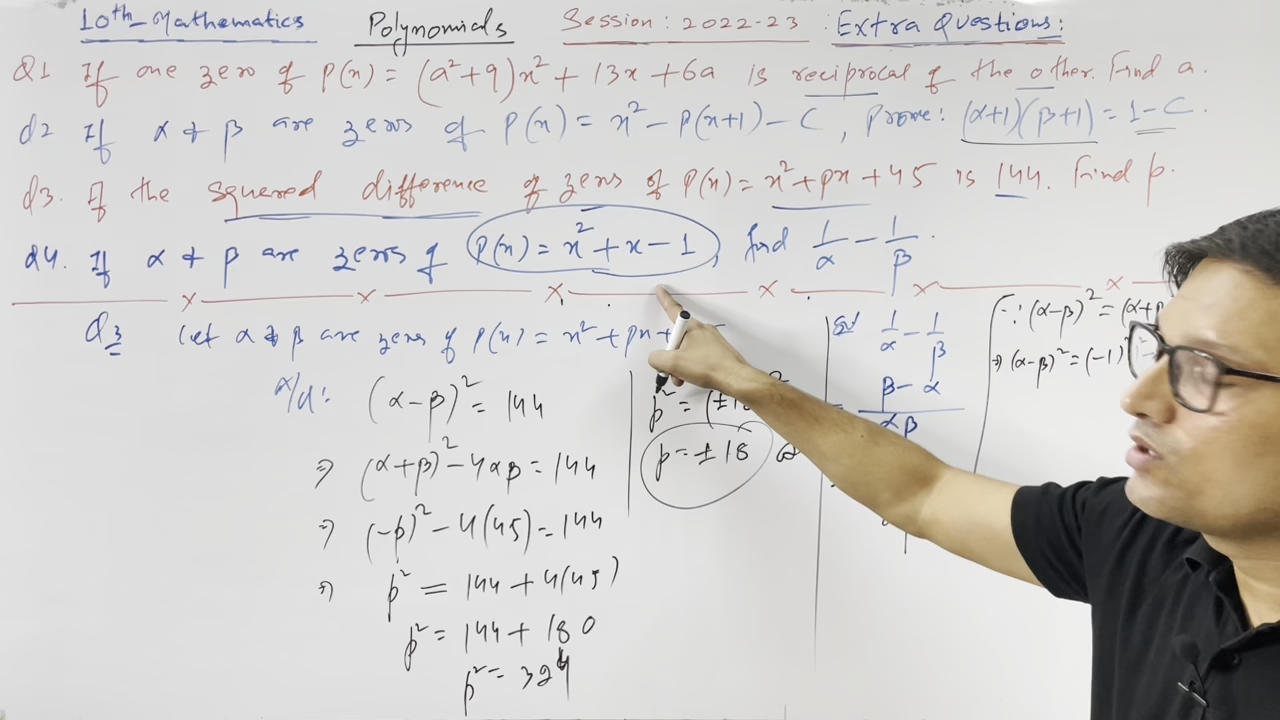 10th Mathematics Polynomials Session: 2022-23 Extra Questions:
Q1 If one zero of P(x) = (a²+9)x² + 13x + 6a is reciprocal of the other. Find a.
Q2 If α & β are zeros of P(x) = x² - P(x+1) - C, Prove: (α+1)(β+1) = 1-C.
Q3. If the squared difference of zeros of P(x) = x² + px + 45 is 144. Find p.
Q4. If α & β are zeros of P(x) = x² + x - 1, find 1/α - 1/β.
Q3 Let α & β are zeros of P(x) = x² + px +
A/q: (α-β)² = 144
⇒ (α+β)² - 4αβ = 144
⇒ (-p)² - 4(45) = 144
⇒ p² = 144 + 4(45)
p² = 144 + 180
p² = 324
p² = (±18
p = ±18
1/α - 1/β
= β-α/αβ
∵ (α-β)² = (α+β
⇒ (α-β)² = (-1)² -